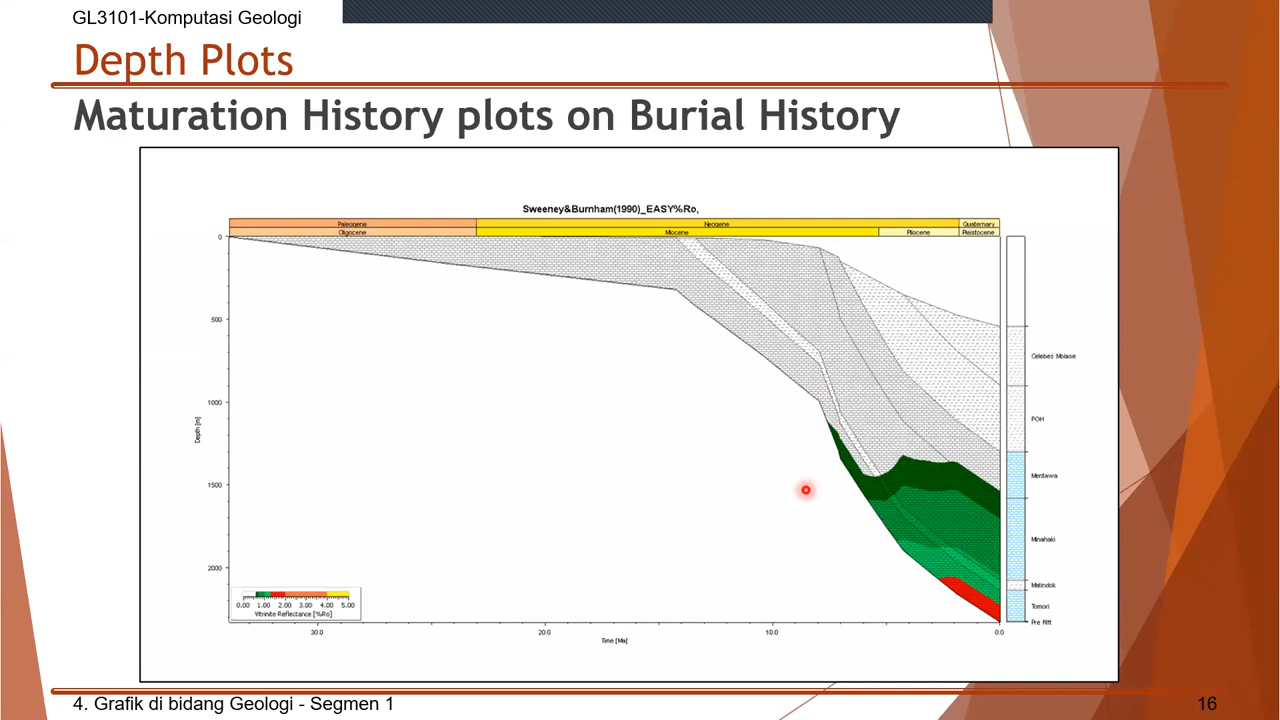 GL3101-Komputasi Geologi
Depth Plots
Maturation History plots on Burial History
Sweeney&Burnham(1990)_EASY%Ro,
Paleogene Neogene Quaternary
Oligocene Miocene Pliocene Pleistocene
0
500
1000
1500
2000
Depth [m]
Celebes Molase
POH
Mentawa
Minahaki
Matindok
Tomori
Pre Rift
0.00 1.00 2.00 3.00 4.00 5.00
Vitrinite Reflectance [%Ro]
30.0 20.0 10.0 0.0
Time [Ma]
4. Grafik di bidang Geologi - Segmen 1
16